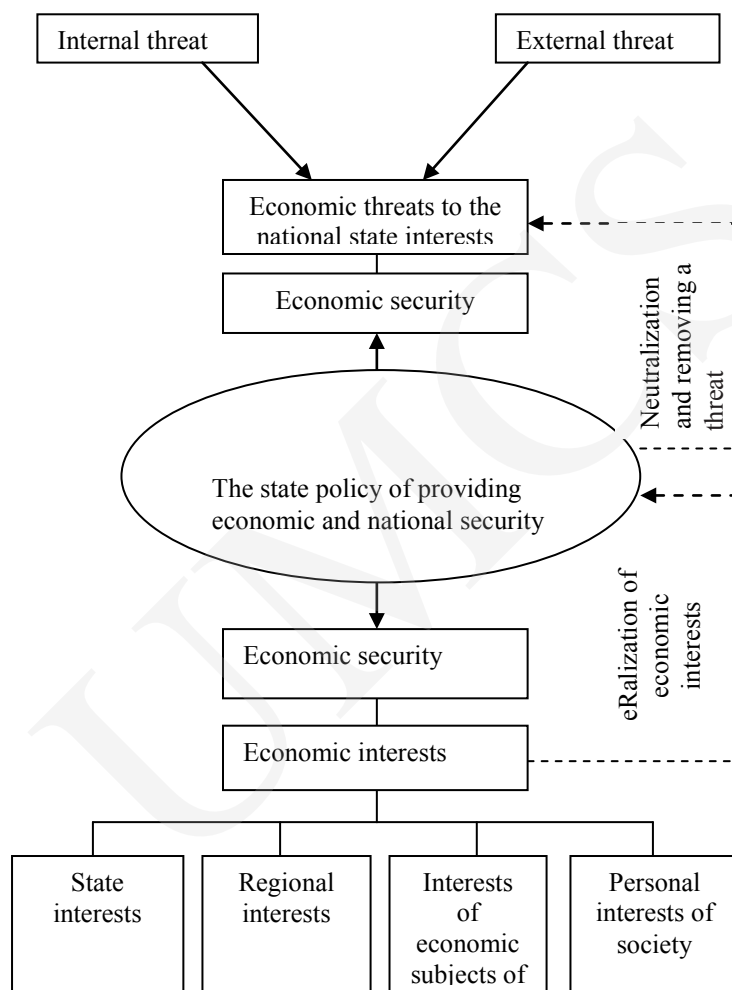 Internal threat
External threat
Economic threats to the
national state interests
Economic security
Neutralization
and removing a
threat
The state policy of providing
economic and national security
eRalization of
economic
interests
Economic security
Economic interests
State
interests
Regional
interests
Interests
of
economic
subjects of
Personal
interests of
society
UMCS